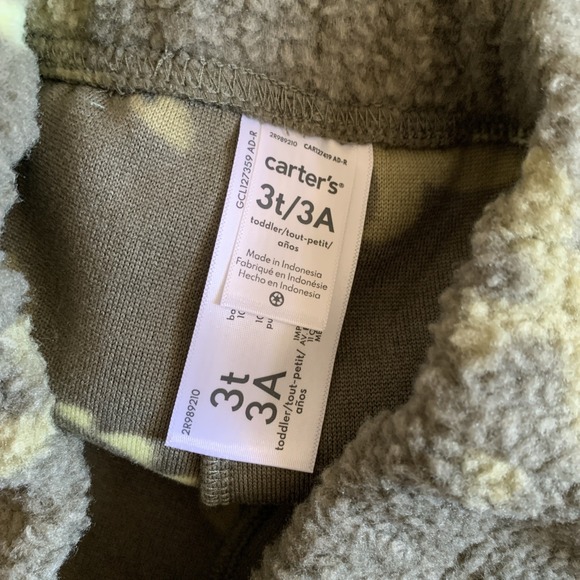 2R989210
CAR127419 AD-R
carter's®
3t/3A
toddler/tout-petit/
años
Made in Indonesia
Fabriqué en Indonésie
Hecho en Indonesia
GCL127359 AD-R
3t
3A
toddler/tout-petit/
años
2R989210